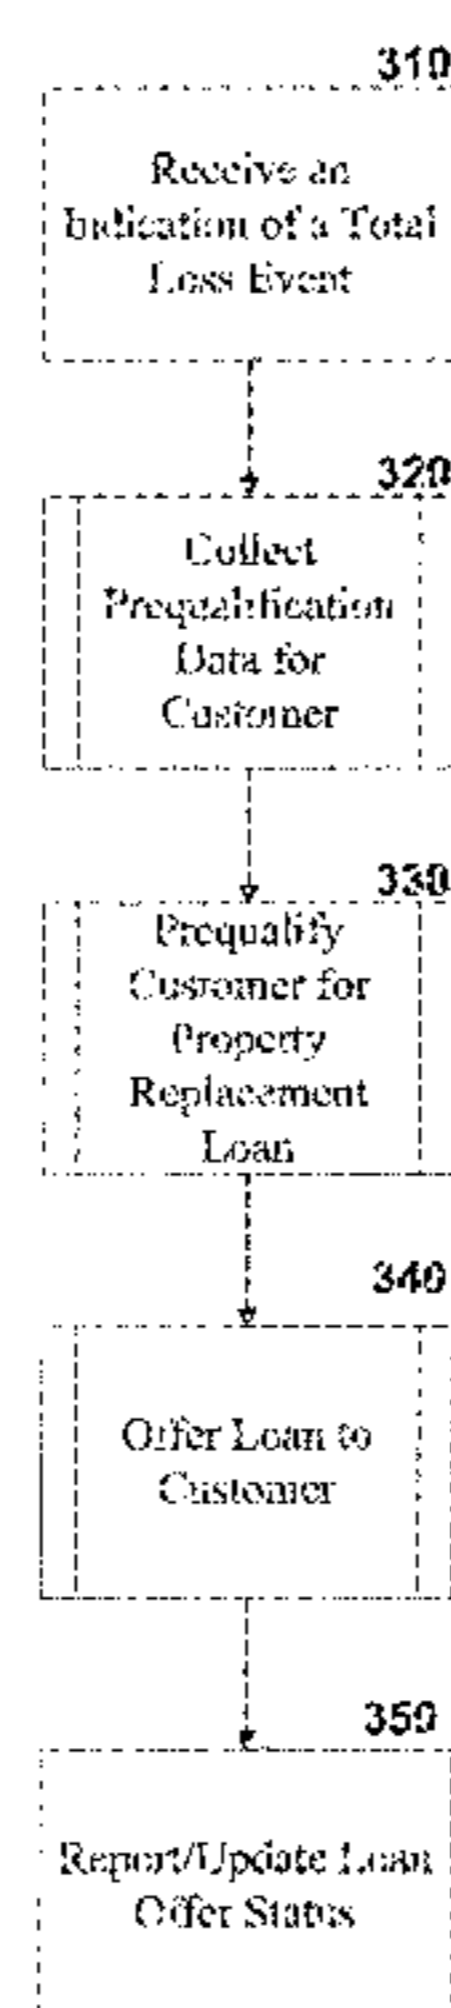 310
Receive an
Indication of a Total
Loss Event
320
Collect
Prequalification
Data for
Customer
330
Prequalify
Customer for
Property
Replacement
Loan
340
Offer Loan to
Customer
350
Report/Update Loan
Offer Status